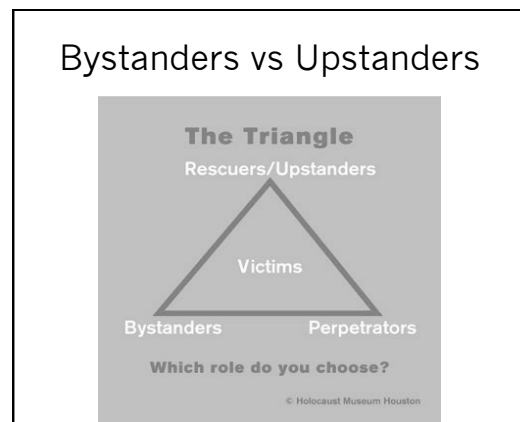 Bystanders vs Upstanders
The Triangle
Rescuers/Upstanders
Victims
Bystanders Perpetrators
Which role do you choose?
© Holocaust Museum Houston